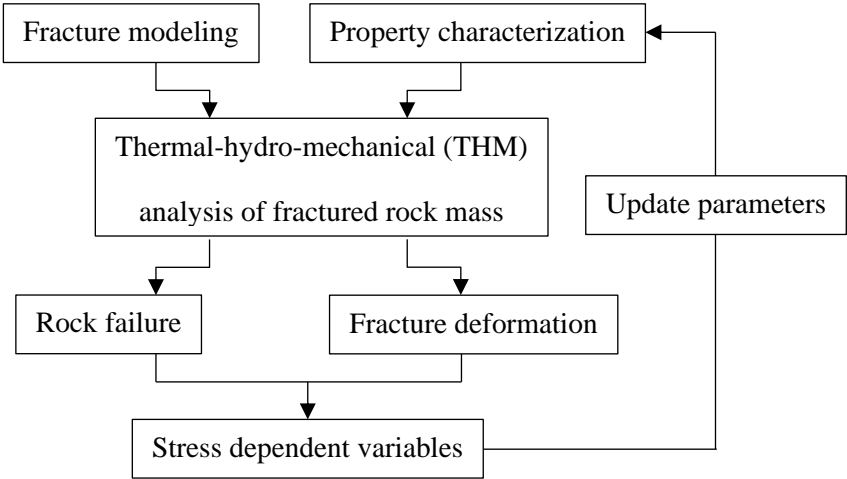 Fracture modeling
Property characterization
Thermal-hydro-mechanical (THM)
analysis of fractured rock mass
Update parameters
Rock failure
Fracture deformation
Stress dependent variables